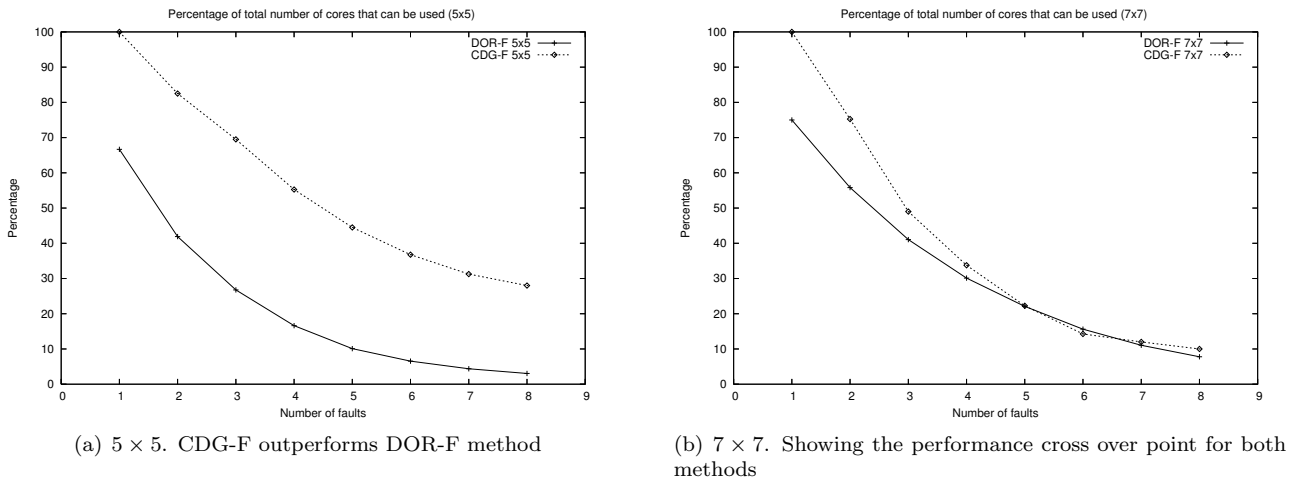 Percentage of total number of cores that can be used (5x5)
100
90
80
70
60
50
40
30
20
10
0
Percentage
DOR-F 5x5
CDG-F 5x5
0 1 2 3 4 5 6 7 8 9
Number of faults
(a) 5 × 5. CDG-F outperforms DOR-F method
Percentage of total number of cores that can be used (7x7)
100
90
80
70
60
50
40
30
20
10
0
Percentage
DOR-F 7x7
CDG-F 7x7
0 1 2 3 4 5 6 7 8 9
Number of faults
(b) 7 × 7. Showing the performance cross over point for both
methods